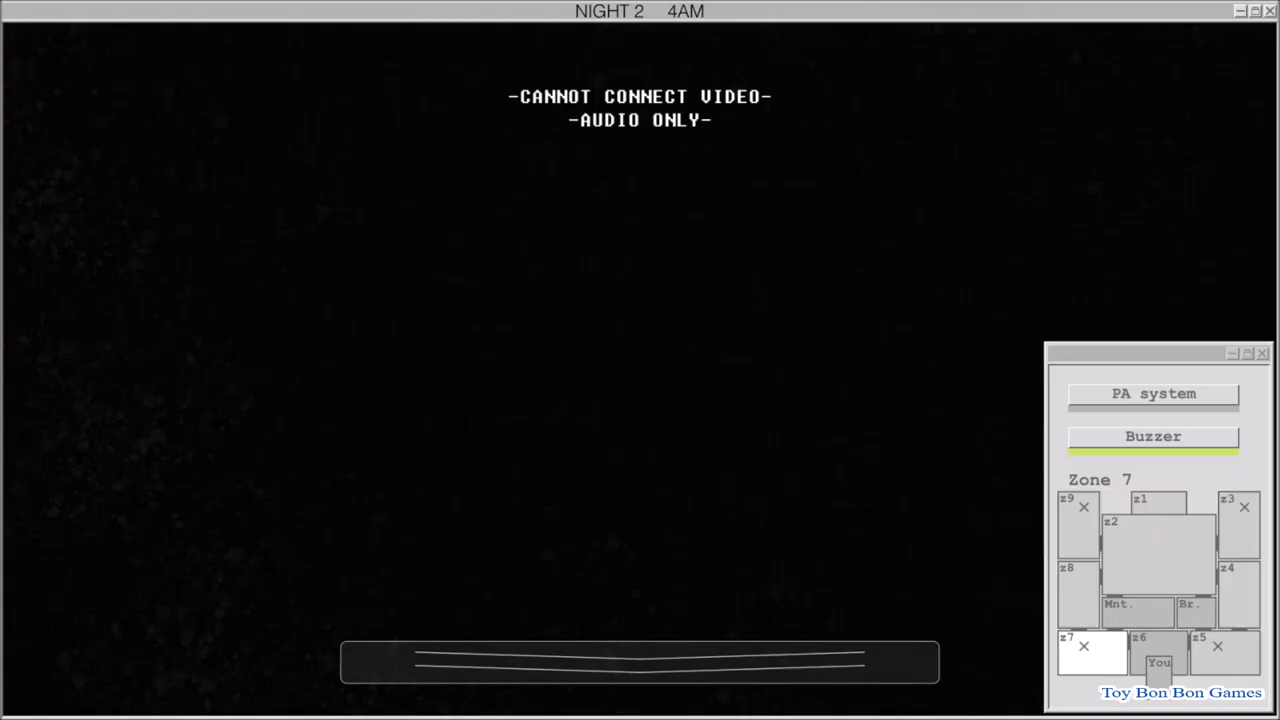 NIGHT 2 4AM
-CANNOT CONNECT VIDEO-
-AUDIO ONLY-
PA system
Buzzer
Zone 7
z9
z1
z3
z2
z8
z4
Mnt.
Br.
z7
z6
z5
You
Toy Bon Bon Games